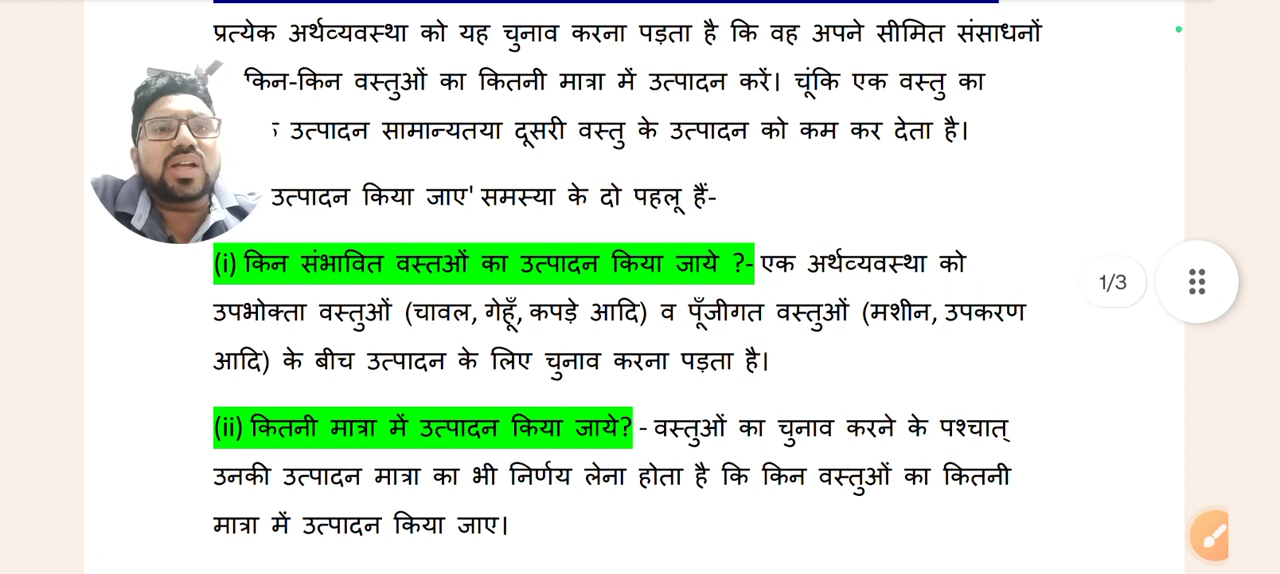 प्रत्येक अर्थव्यवस्था को यह चुनाव करना पड़ता है कि वह अपने सीमित संसाधनों
किन-किन वस्तुओं का कितनी मात्रा में उत्पादन करें। चूंकि एक वस्तु का
उत्पादन सामान्यतया दूसरी वस्तु के उत्पादन को कम कर देता है।
उत्पादन किया जाए' समस्या के दो पहलू हैं-
(i) किन संभावित वस्तओं का उत्पादन किया जाये ?- एक अर्थव्यवस्था को
उपभोक्ता वस्तुओं (चावल, गेहूँ, कपड़े आदि) व पूँजीगत वस्तुओं (मशीन, उपकरण
आदि) के बीच उत्पादन के लिए चुनाव करना पड़ता है।
(ii) कितनी मात्रा में उत्पादन किया जाये? - वस्तुओं का चुनाव करने के पश्चात्
उनकी उत्पादन मात्रा का भी निर्णय लेना होता है कि किन वस्तुओं का कितनी
मात्रा में उत्पादन किया जाए।
1/3